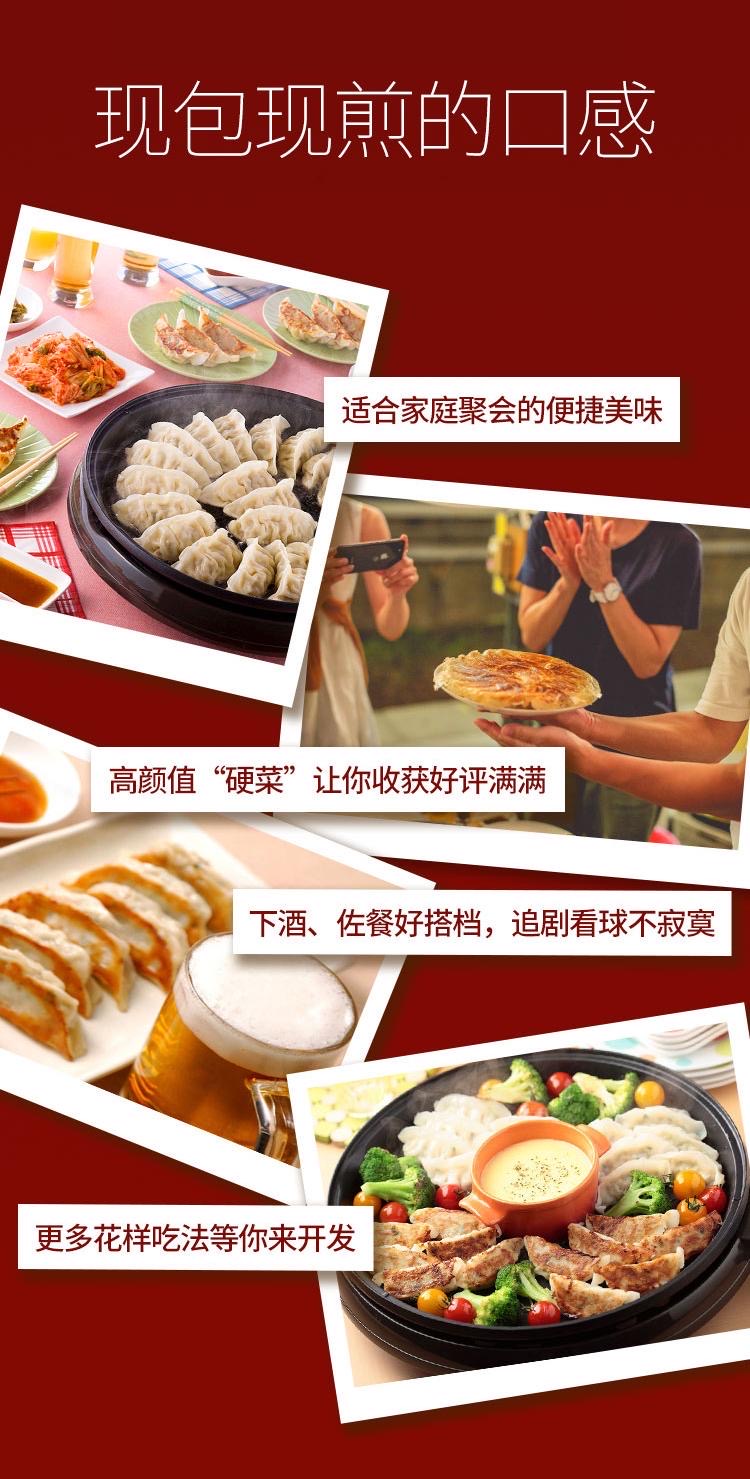 现包现煎的口感
适合家庭聚会的便捷美味
高颜值“硬菜”让你收获好评满满
下酒、佐餐好搭档，追剧看球不寂寞
更多花样吃法等你来开发